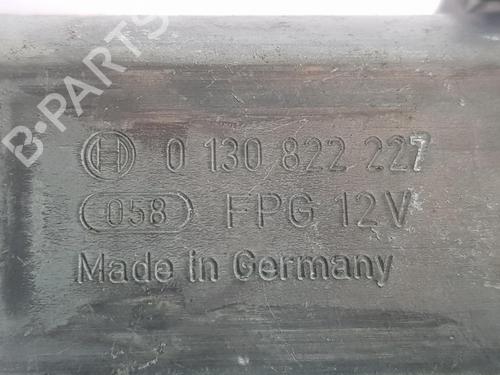 B-PARTS
0 130 822 227
058 FPG 12V
Made in Germany